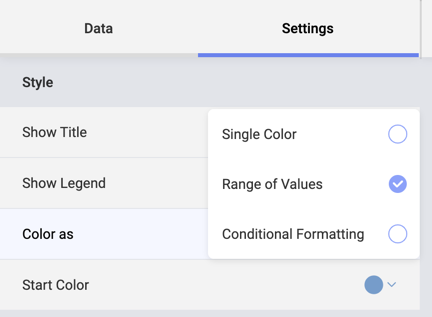 Data Settings
Style
Show Title
Single Color
Show Legend
Range of Values
Color as
Conditional Formatting
Start Color